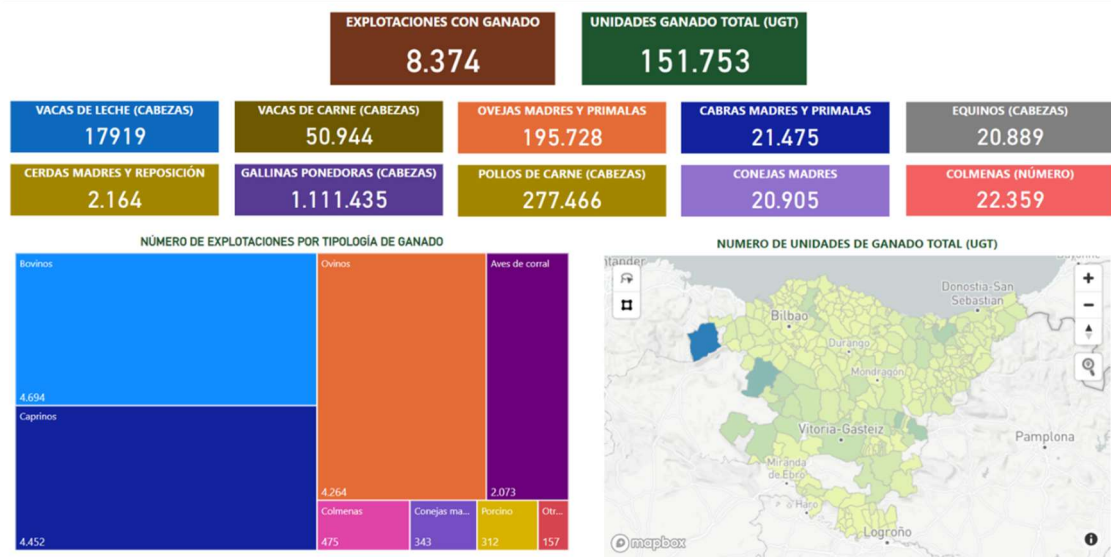 EXPLOTACIONES CON GANADO
8.374
UNIDADES GANADO TOTAL (UGT)
151.753
VACAS DE LECHE (CABEZAS)
17919
VACAS DE CARNE (CABEZAS)
50.944
OVEJAS MADRES Y PRIMALAS
195.728
CABRAS MADRES Y PRIMALAS
21.475
EQUINOS (CABEZAS)
20.889
CERDAS MADRES Y REPOSICIÓN
2.164
GALLINAS PONEDORAS (CABEZAS)
1.111.435
POLLOS DE CARNE (CABEZAS)
277.466
CONEJAS MADRES
20.905
COLMENAS (NÚMERO)
22.359
NÚMERO DE EXPLOTACIONES POR TIPOLOGÍA DE GANADO
Bovinos
4.694
Caprinos
4.452
Ovinos
4.264
Aves de corral
2.073
Colmenas
475
Conejas ma...
343
Porcino
312
Otr...
157
NUMERO DE UNIDADES DE GANADO TOTAL (UGT)
ntander
Donostia-San
Sebastian
Bilbao
Durango
Mondragón
Vitoria-Gasteiz
Pamplona
Miranda
de Ebro
Haro
Logroño
mapbox